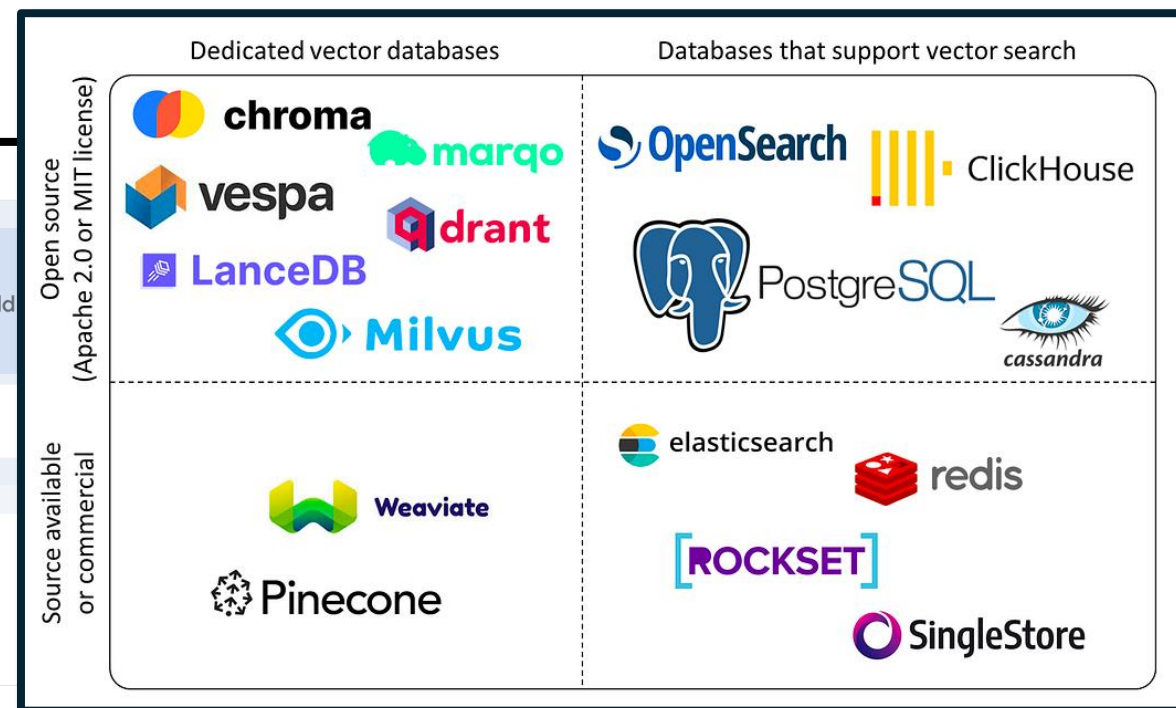 Dedicated vector databases
Databases that support vector search
Open source
(Apache 2.0 or MIT license)
chroma
marqo
vespa
qdrant
LanceDB
Milvus
OpenSearch
ClickHouse
PostgreSQL
cassandra
Source available
or commercial
Weaviate
Pinecone
elasticsearch
redis
ROCKSET
SingleStore